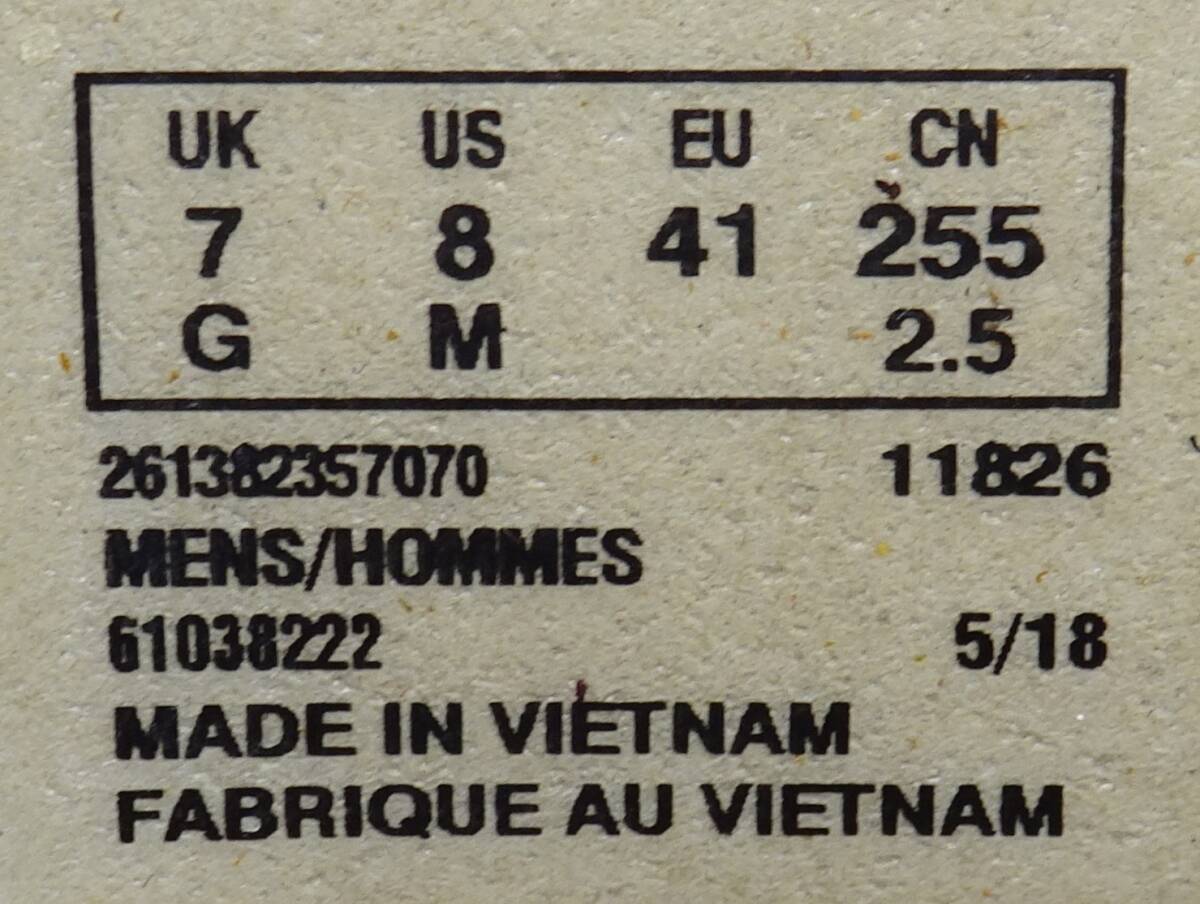 UK US EU CN
7 8 41 255
G M 2.5
261382357070 11826
MENS/HOMMES
61038222 5/18
MADE IN VIETNAM
FABRIQUE AU VIETNAM